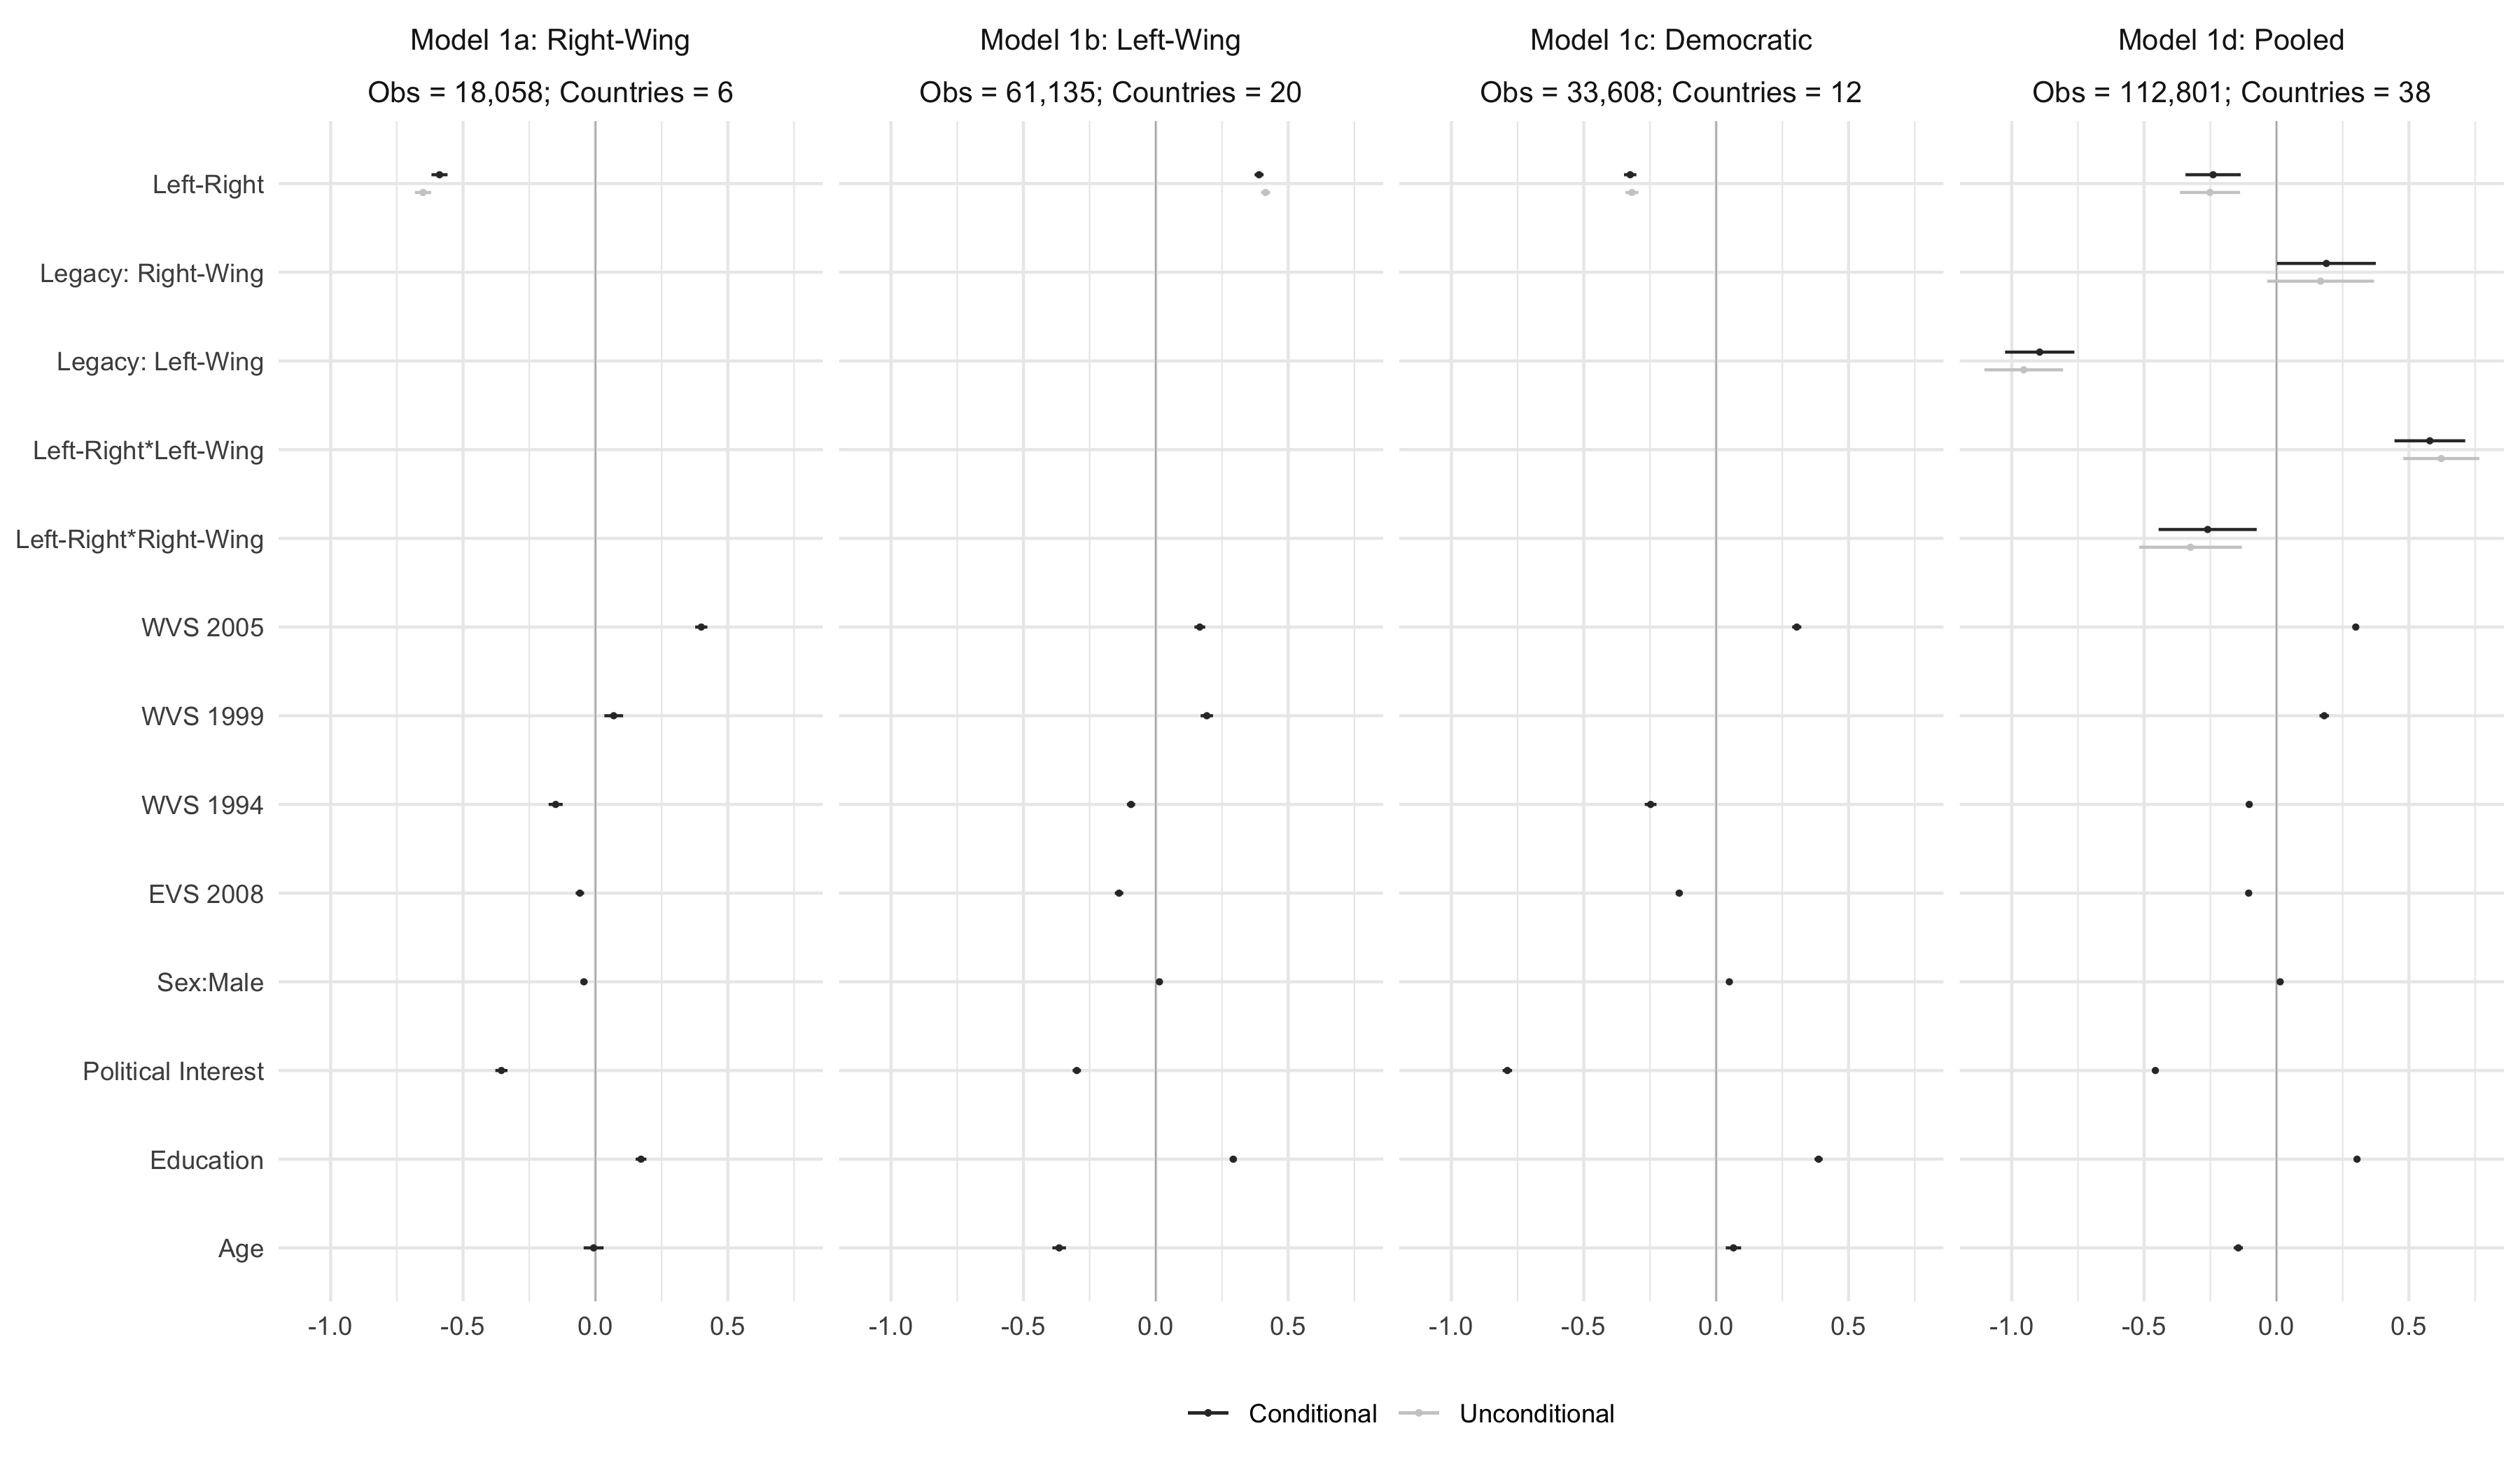 Model 1a: Right-Wing
Obs = 18,058; Countries = 6
Model 1b: Left-Wing
Obs = 61,135; Countries = 20
Model 1c: Democratic
Obs = 33,608; Countries = 12
Model 1d: Pooled
Obs = 112,801; Countries = 38
Left-Right
Legacy: Right-Wing
Legacy: Left-Wing
Left-Right*Left-Wing
Left-Right*Right-Wing
WVS 2005
WVS 1999
WVS 1994
EVS 2008
Sex:Male
Political Interest
Education
Age
-1.0 -0.5 0.0 0.5
-1.0 -0.5 0.0 0.5
-1.0 -0.5 0.0 0.5
-1.0 -0.5 0.0 0.5
Conditional Unconditional